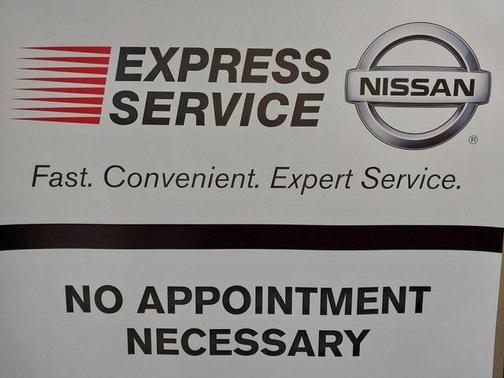 EXPRESS
SERVICE
NISSAN
®
Fast. Convenient. Expert Service.
NO APPOINTMENT
NECESSARY